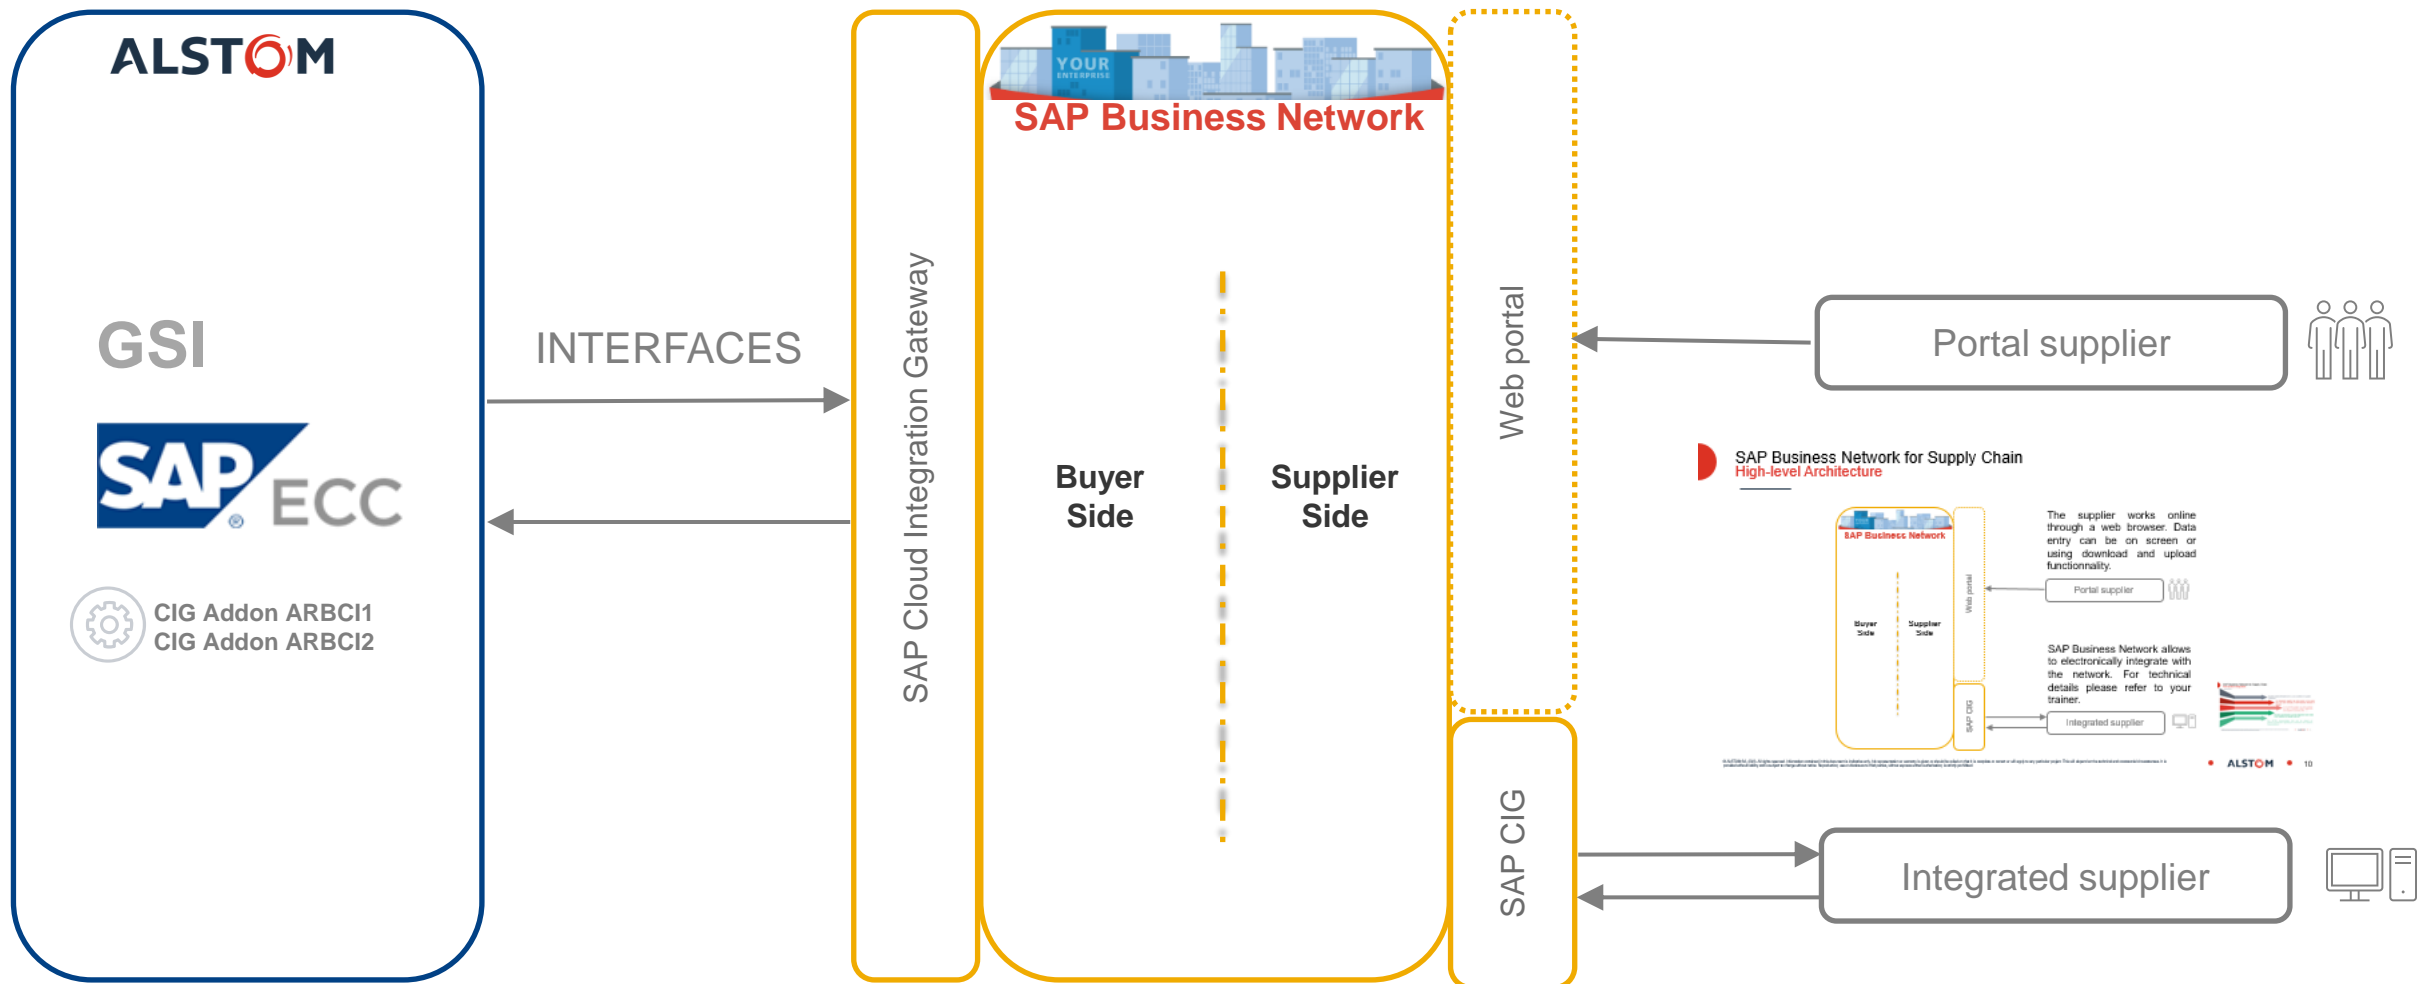 ALSTOM
GSI
SAP
®
ECC
CIG Addon ARBCI1
CIG Addon ARBCI2
INTERFACES
SAP Cloud Integration Gateway
YOUR
ENTERPRISE
SAP Business Network
Buyer
Side
Supplier
Side
Web portal
SAP CIG
Portal supplier
SAP Business Network for Supply Chain
High-level Architecture
SAP Business Network
Buyer
Side
Supplier
Side
Web portal
SAP CIG
The supplier works online
through a web browser. Data
entry can be on screen or
using download and upload
functionnality.
Portal supplier
SAP Business Network allows
to electronically integrate with
the network. For technical
details please refer to your
trainer.
Integrated supplier
ALSTOM
10
Integrated supplier